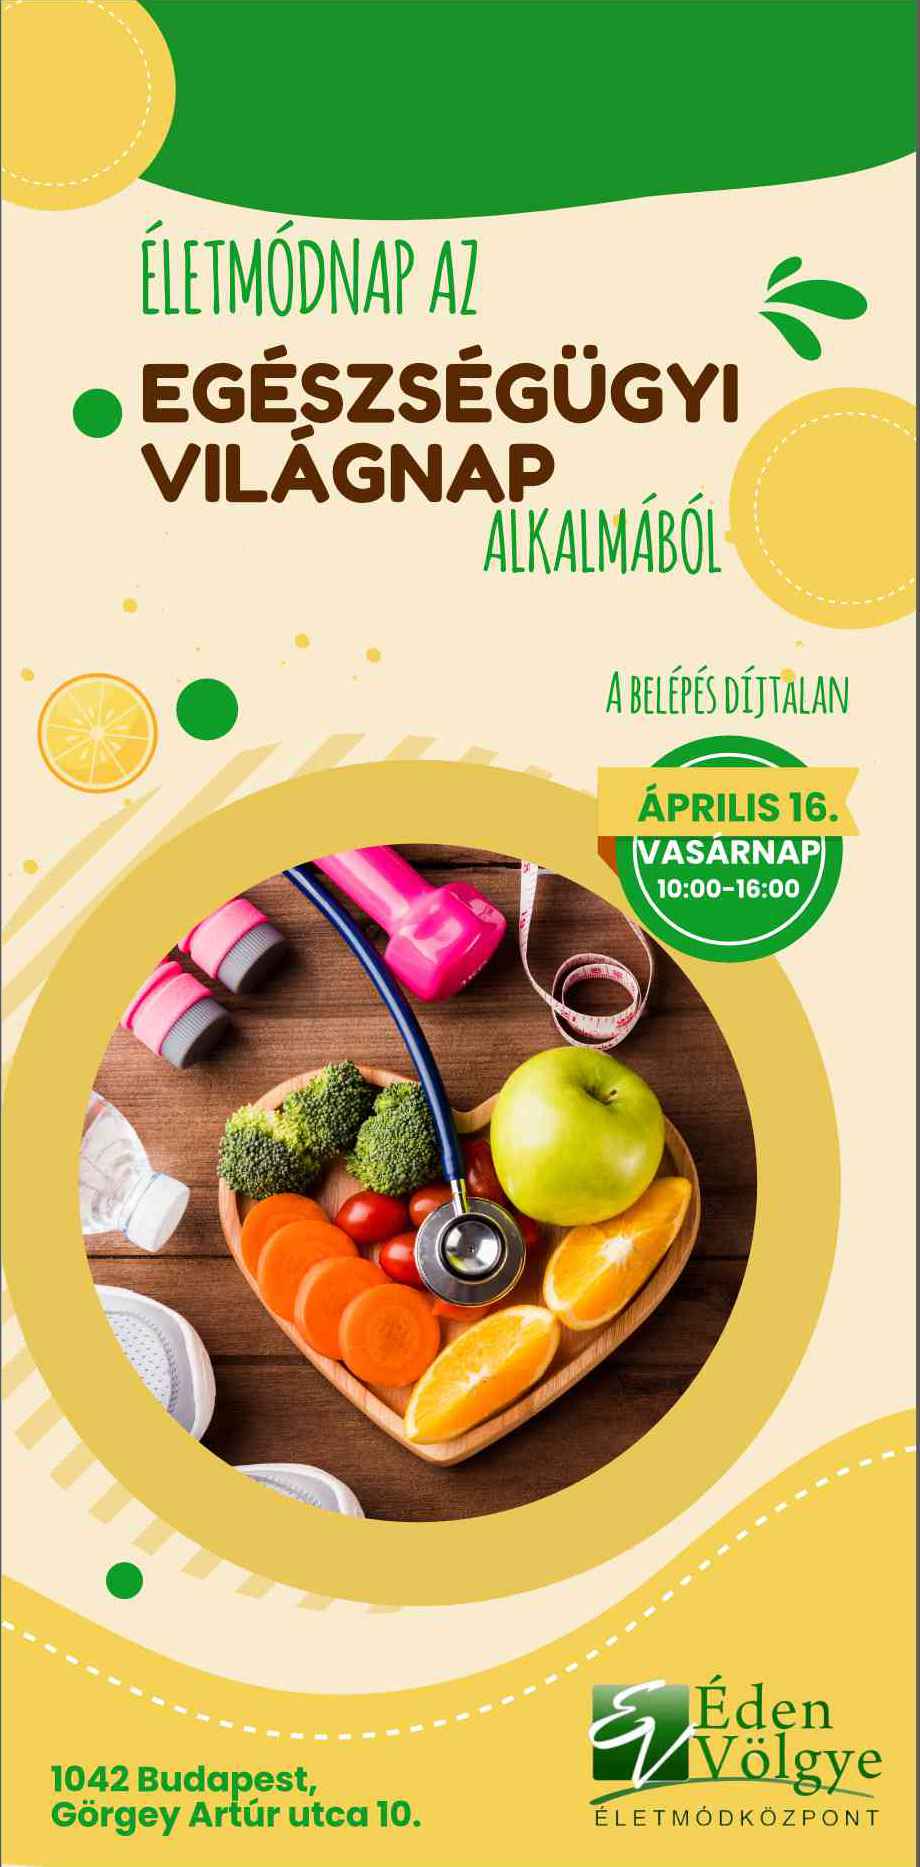 ÉLETMÓDNAP AZ
EGÉSZSÉGÜGYI
VILÁGNAP
ALKALMÁBÓL
A BELÉPÉS DÍJTALAN
ÁPRILIS 16.
VASÁRNAP
10:00-16:00
1042 Budapest,
Görgey Artúr utca 10.
EV Éden
Völgye
ÉLETMÓDKÖZPONT